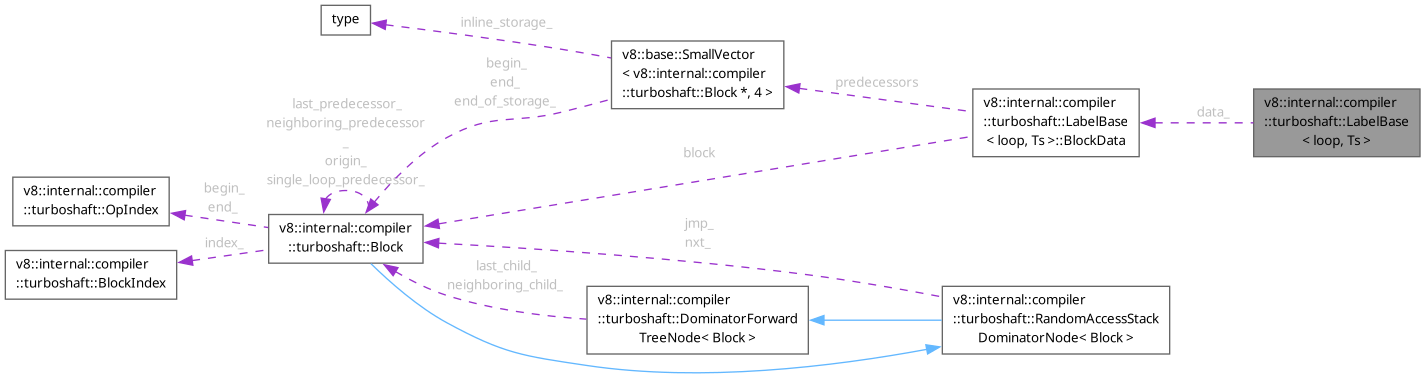 type
inline_storage_
v8::base::SmallVector
< v8::internal::compiler
::turboshaft::Block *, 4 >
begin_
end_
end_of_storage_
predecessors
v8::internal::compiler
::turboshaft::LabelBase
< loop, Ts >::BlockData
data_
v8::internal::compiler
::turboshaft::LabelBase
< loop, Ts >
last_predecessor_
neighboring_predecessor
_
origin_
single_loop_predecessor_
block
v8::internal::compiler
::turboshaft::OpIndex
begin_
end_
v8::internal::compiler
::turboshaft::Block
jmp_
nxt_
index_
v8::internal::compiler
::turboshaft::BlockIndex
last_child_
neighboring_child_
v8::internal::compiler
::turboshaft::DominatorForward
TreeNode< Block >
v8::internal::compiler
::turboshaft::RandomAccessStack
DominatorNode< Block >